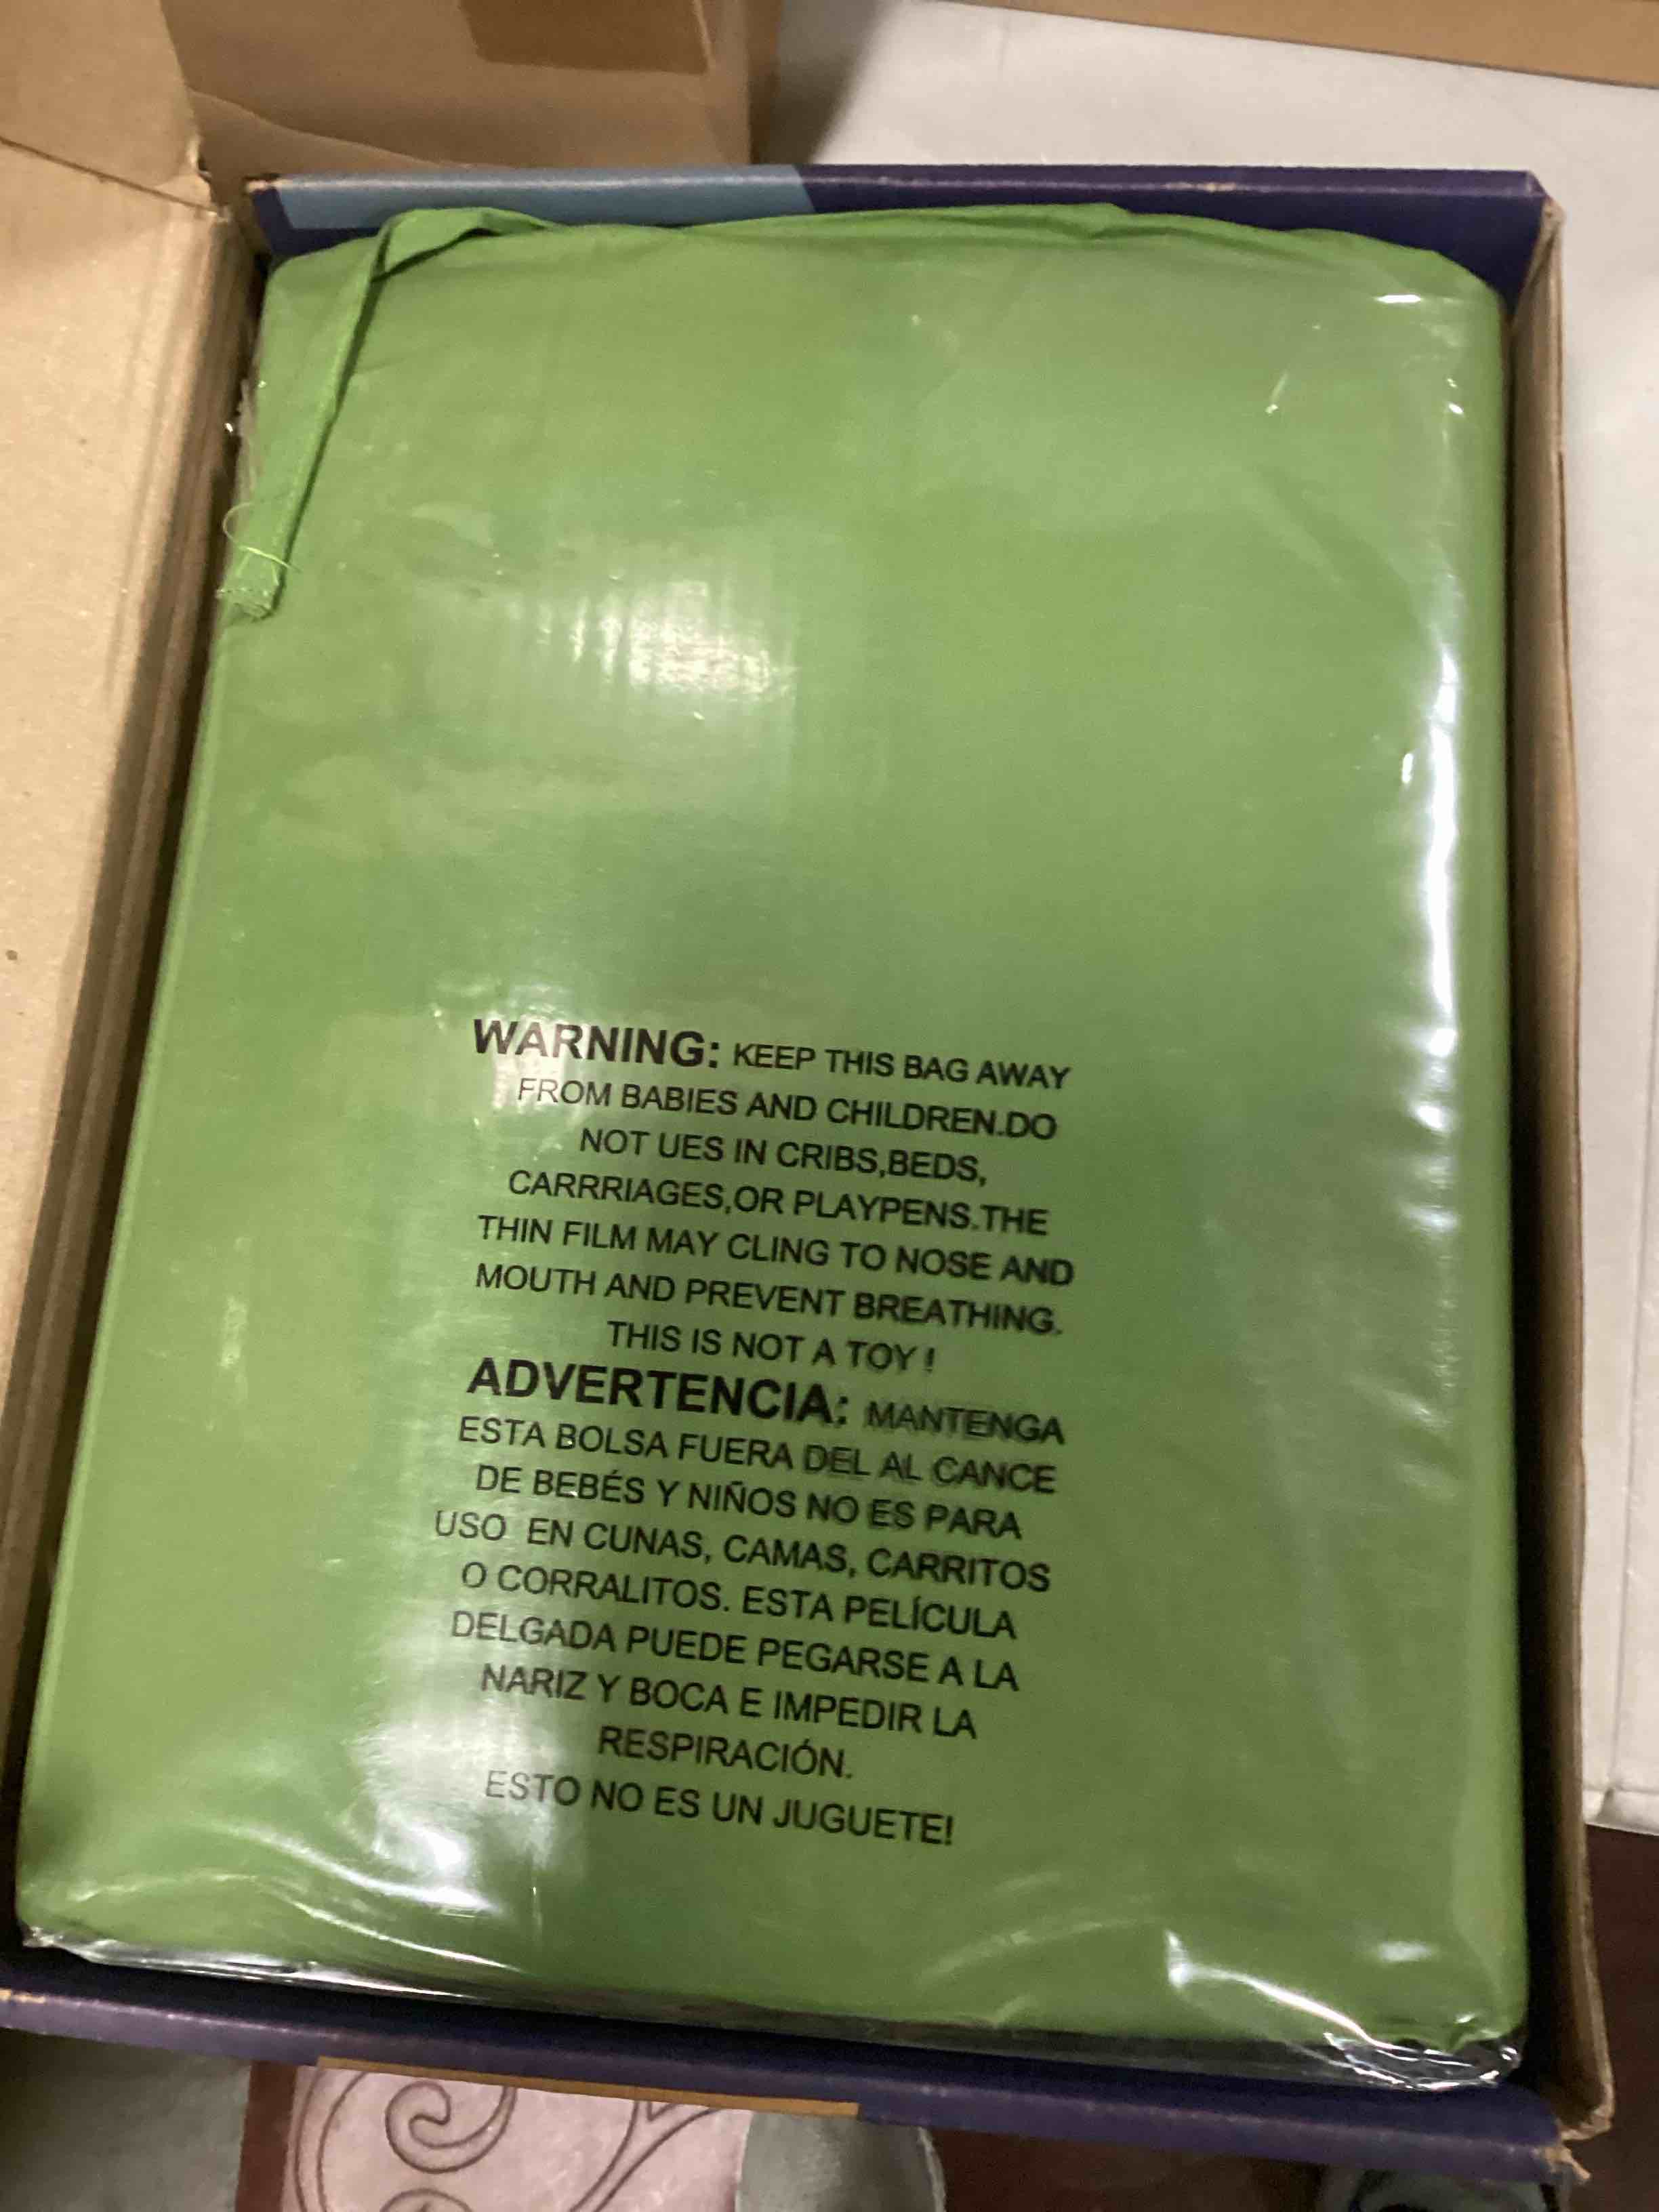 WARNING: KEEP THIS BAG AWAY
FROM BABIES AND CHILDREN.DO
NOT UES IN CRIBS,BEDS,
CARRRIAGES,OR PLAYPENS.THE
THIN FILM MAY CLING TO NOSE AND
MOUTH AND PREVENT BREATHING.
THIS IS NOT A TOY !
ADVERTENCIA: MANTENGA
ESTA BOLSA FUERA DEL AL CANCE
DE BEBÉS Y NIÑOS NO ES PARA
USO EN CUNAS, CAMAS, CARRITOS
O CORRALITOS. ESTA PELÍCULA
DELGADA PUEDE PEGARSE A LA
NARIZ Y BOCA E IMPEDIR LA
RESPIRACIÓN.
ESTO NO ES UN JUGUETE!